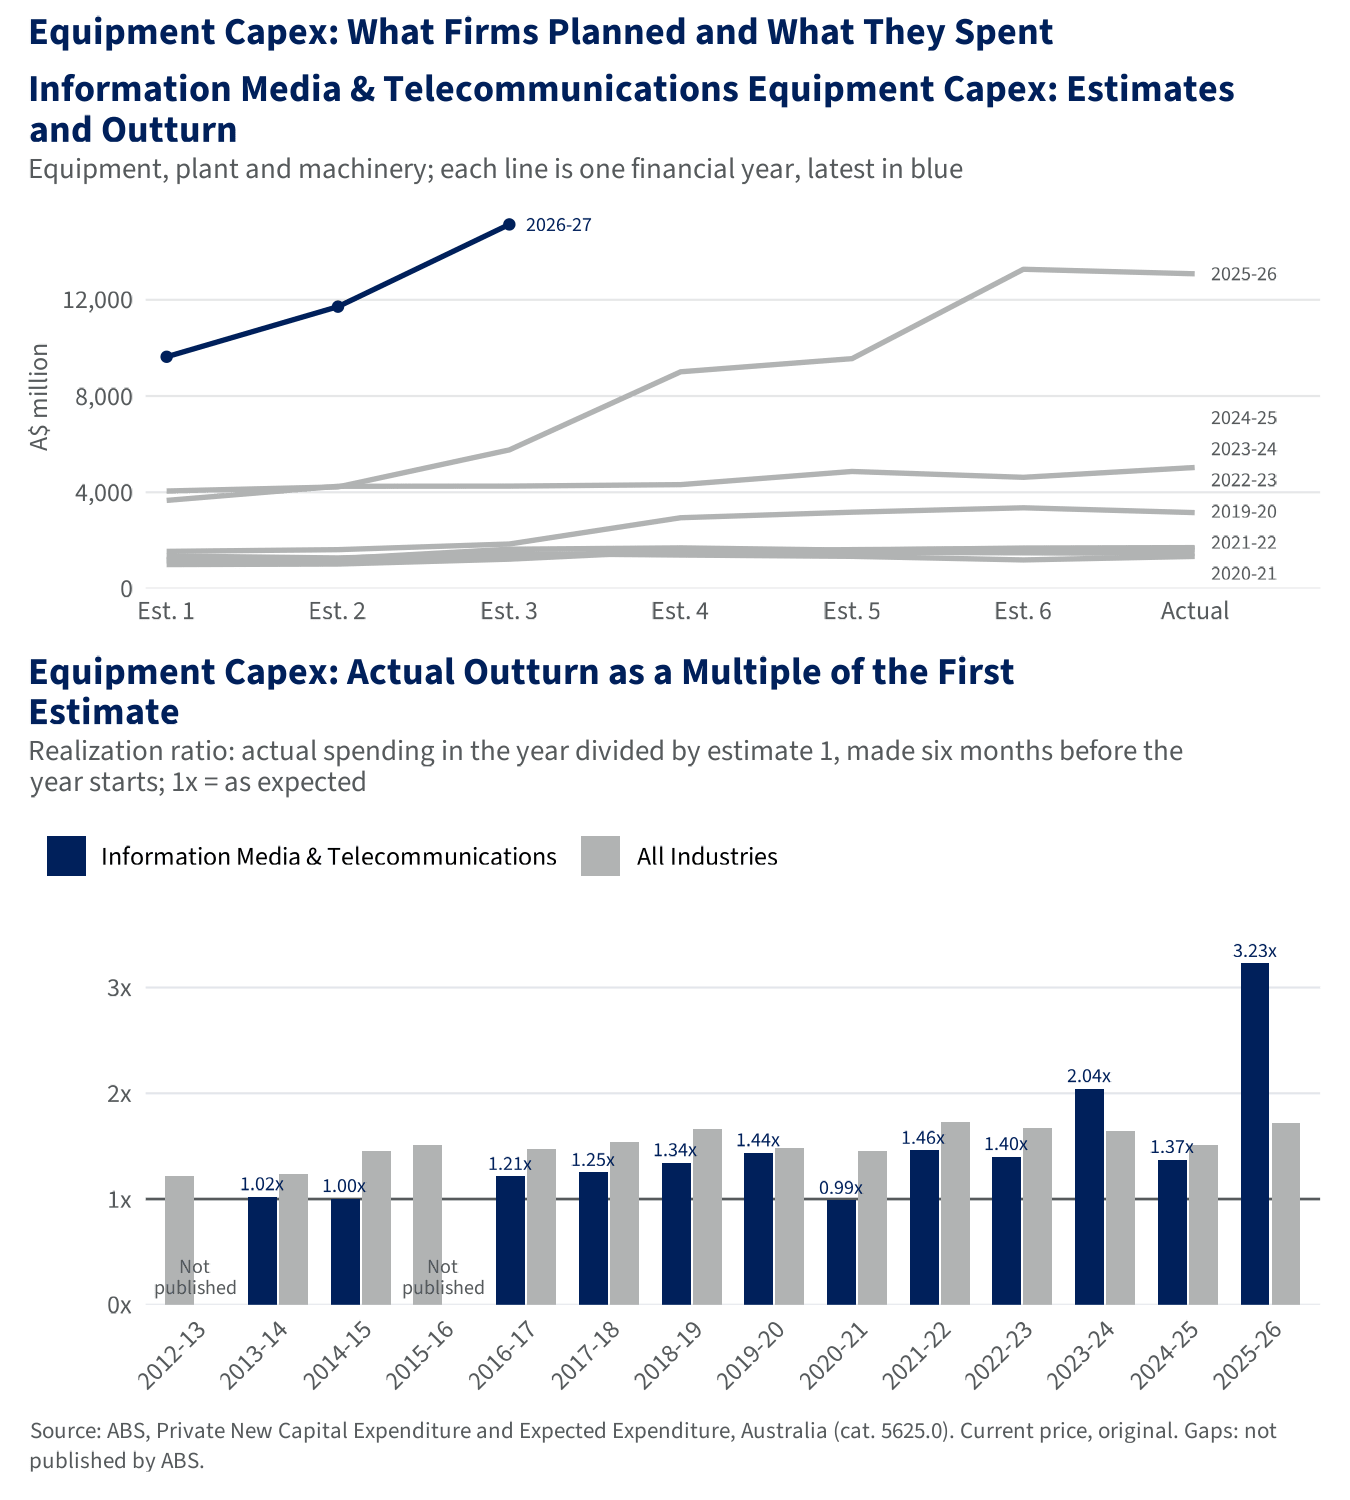 Equipment Capex: What Firms Planned and What They Spent
Information Media & Telecommunications Equipment Capex: Estimates
and Outturn
Equipment, plant and machinery; each line is one financial year, latest in blue
2026-27
2025-26
12,000
A$ million
8,000
2024-25
2023-24
2022-23
4,000
2019-20
2021-22
2020-21
0
Est. 1 Est. 2 Est. 3 Est. 4 Est. 5 Est. 6 Actual
Equipment Capex: Actual Outturn as a Multiple of the First
Estimate
Realization ratio: actual spending in the year divided by estimate 1, made six months before the
year starts; 1x = as expected
Information Media & Telecommunications All Industries
3.23x
3x
2x
2.04x
1.02x 1.00x 1.21x 1.25x 1.34x 1.44x 0.99x 1.46x 1.40x 1.37x
1x
Not
published
Not
published
0x
2012-13 2013-14 2014-15 2015-16 2016-17 2017-18 2018-19 2019-20 2020-21 2021-22 2022-23 2023-24 2024-25 2025-26
Source: ABS, Private New Capital Expenditure and Expected Expenditure, Australia (cat. 5625.0). Current price, original. Gaps: not
published by ABS.